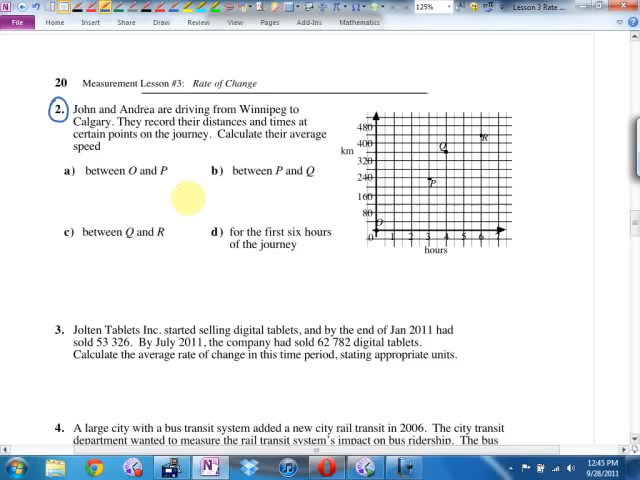 125%
Lesson 3 Rate ...
File Home Insert Share Draw Review View Add-Ins Mathematics
20 Measurement Lesson #3: Rate of Change
2. John and Andrea are driving from Winnipeg to
Calgary. They record their distances and times at
certain points on the journey. Calculate their average
speed
a) between O and P b) between P and Q
c) between Q and R d) for the first six hours
of the journey
km
480
400
320
240
160
80
0 1 2 3 4 5 6 7
hours
O
P
Q
R
3. Jolten Tablets Inc. started selling digital tablets, and by the end of Jan 2011 had
sold 53 326. By July 2011, the company had sold 62 782 digital tablets.
Calculate the average rate of change in this time period, stating appropriate units.
4. A large city with a bus transit system added a new city rail transit in 2006. The city transit
department wanted to measure the rail transit system's impact on bus ridership. The bus
12:45 PM
9/28/2011